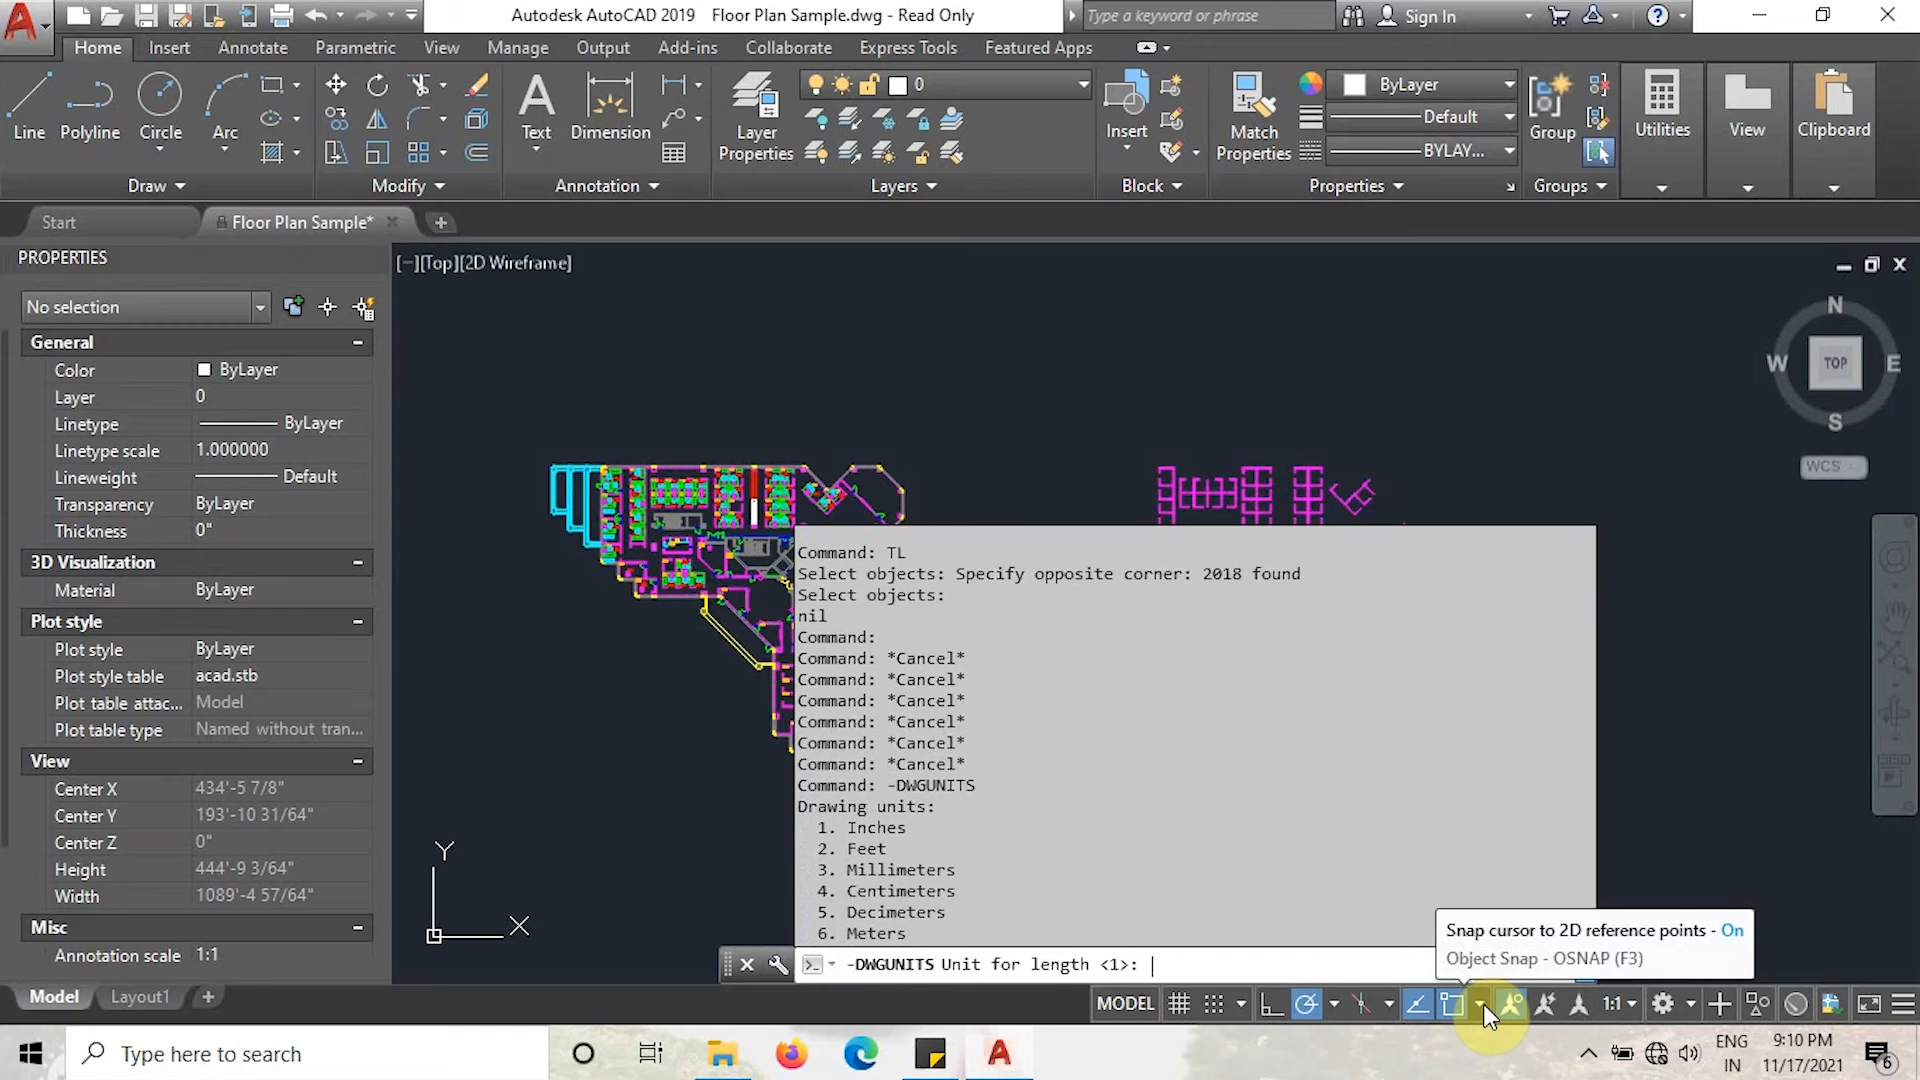 Autodesk AutoCAD 2019 Floor Plan Sample.dwg - Read Only
Type a keyword or phrase
Sign In
Home Insert Annotate Parametric View Manage Output Add-ins Collaborate Express Tools Featured Apps
Line Polyline Circle Arc
Text Dimension
Layer Properties
0
Insert
Match Properties
ByLayer
Default
BYLAY...
Group
Utilities View Clipboard
Draw Modify Annotation Layers Block Properties Groups
Start Floor Plan Sample*
PROPERTIES
No selection
General
Color ByLayer
Layer 0
Linetype ByLayer
Linetype scale 1.000000
Lineweight Default
Transparency ByLayer
Thickness 0"
3D Visualization
Material ByLayer
Plot style
Plot style ByLayer
Plot style table acad.stb
Plot table attac... Model
Plot table type Named without tran...
View
Center X 434'-5 7/8"
Center Y 193'-10 31/64"
Center Z 0"
Height 444'-9 3/64"
Width 1089'-4 57/64"
Misc
Annotation scale 1:1
[−][Top][2D Wireframe]
N
W TOP E
S
WCS
Y
X
Command: TL
Select objects: Specify opposite corner: 2018 found
Select objects:
nil
Command:
Command: *Cancel*
Command: *Cancel*
Command: *Cancel*
Command: *Cancel*
Command: *Cancel*
Command: *Cancel*
Command: -DWGUNITS
Drawing units:
1. Inches
2. Feet
3. Millimeters
4. Centimeters
5. Decimeters
6. Meters
-DWGUNITS Unit for length <1>:
Snap cursor to 2D reference points - On
Object Snap - OSNAP (F3)
Model Layout1
MODEL
1:1
Type here to search
ENG
IN
9:10 PM
11/17/2021
6